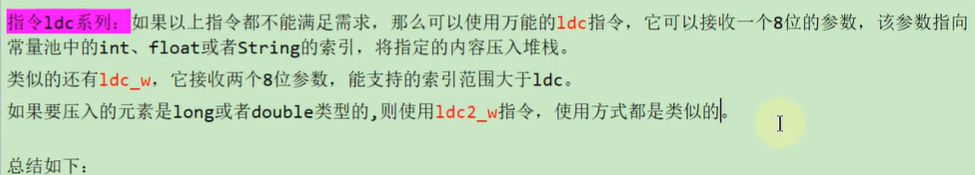 指令ldc系列：如果以上指令都不能满足需求，那么可以使用万能的ldc指令，它可以接收一个8位的参数，该参数指向
常量池中的int、float或者String的索引，将指定的内容压入堆栈。
类似的还有ldc_w，它接收两个8位参数，能支持的索引范围大于ldc。
如果要压入的元素是long或者double类型的,则使用ldc2_w指令，使用方式都是类似的。
总结如下：